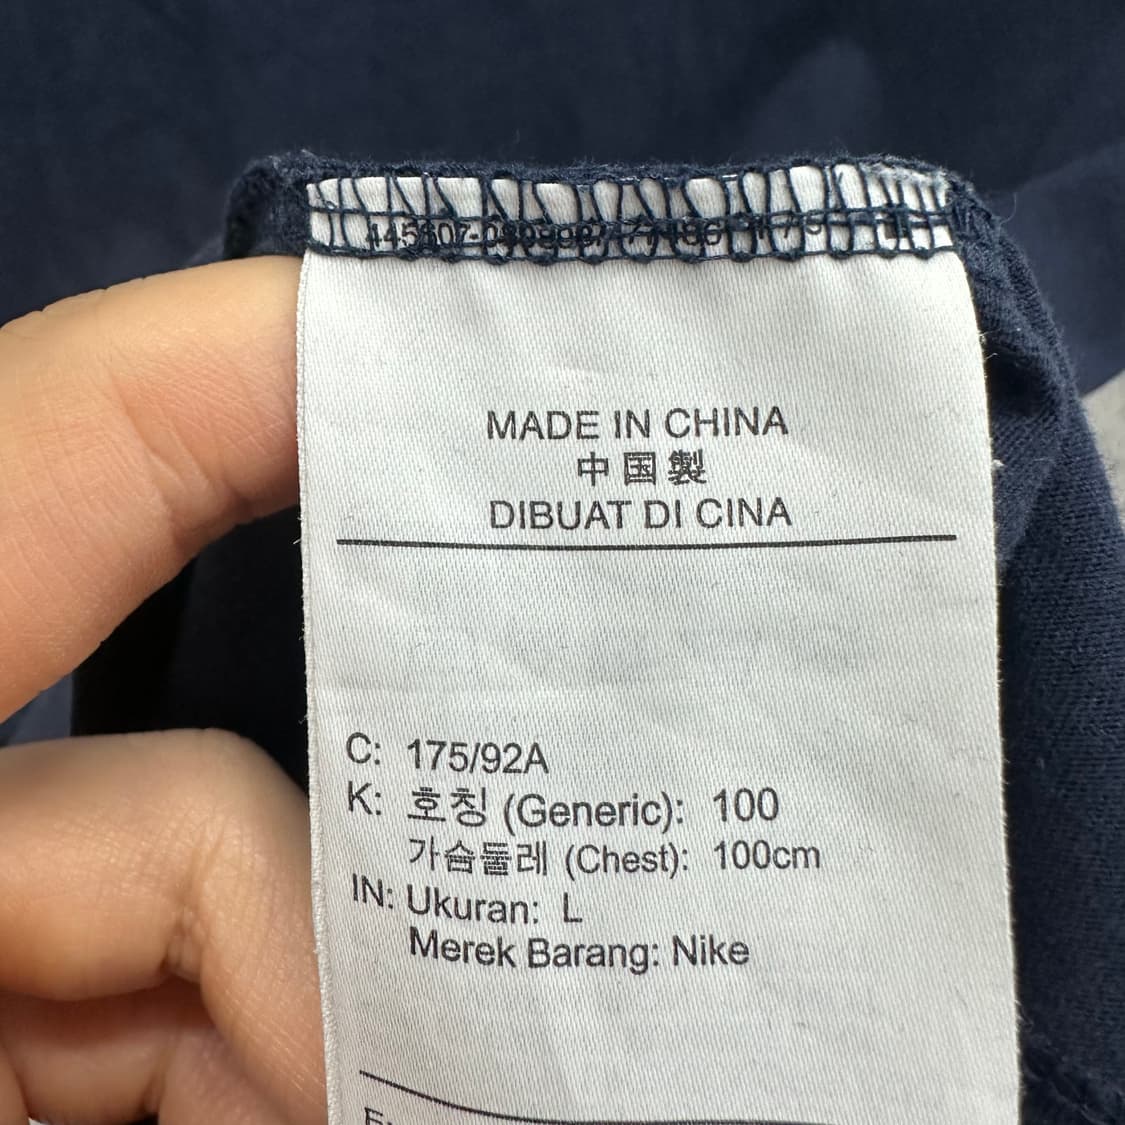 MADE IN CHINA
中国製
DIBUAT DI CINA
C: 175/92A
K: 호칭 (Generic): 100
가슴둘레 (Chest): 100cm
IN: Ukuran: L
Merek Barang: Nike